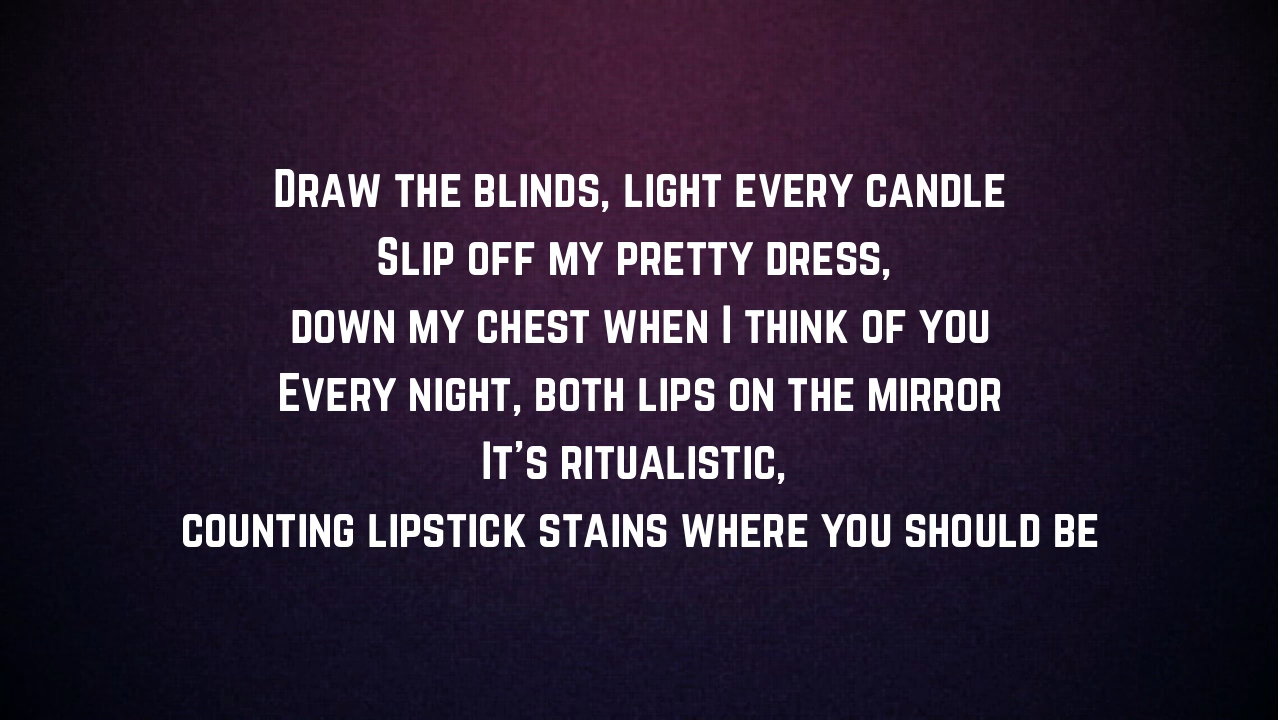 Draw the blinds, light every candle
Slip off my pretty dress,
down my chest when I think of you
Every night, both lips on the mirror
It's ritualistic,
counting lipstick stains where you should be